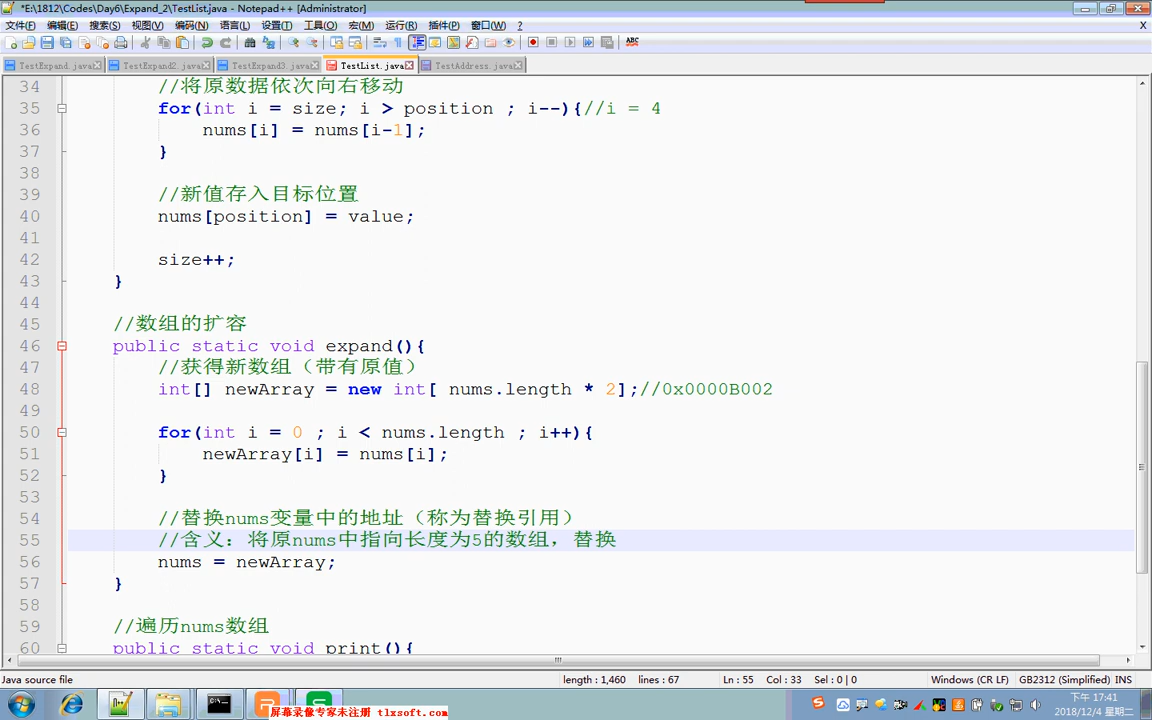 *E:\1812\Codes\Day6\Expand_2\TestList.java - Notepad++ [Administrator]
文件(F) 编辑(E) 搜索(S) 视图(V) 编码(N) 语言(L) 设置(T) 工具(O) 宏(M) 运行(R) 插件(P) 窗口(W) ? X
TestExpand.java TestExpand2.java TestExpand3.java TestList.java TestAddress.java
34 //将原数据依次向右移动
35 for(int i = size; i > position ; i--){//i = 4
36 nums[i] = nums[i-1];
37 }
38
39 //新值存入目标位置
40 nums[position] = value;
41
42 size++;
43 }
44
45 //数组的扩容
46 public static void expand(){
47 //获得新数组（带有原值）
48 int[] newArray = new int[ nums.length * 2];//0x0000B002
49
50 for(int i = 0 ; i < nums.length ; i++){
51 newArray[i] = nums[i];
52 }
53
54 //替换nums变量中的地址（称为替换引用）
55 //含义：将原nums中指向长度为5的数组，替换
56 nums = newArray;
57 }
58
59 //遍历nums数组
60 public static void print(){
Java source file length : 1,460 lines : 67 Ln : 55 Col : 33 Sel : 0 | 0 Windows (CR LF) GB2312 (Simplified) INS
下午 17:41
2018/12/4 星期二
屏幕录像专家未注册 tlxsoft.com